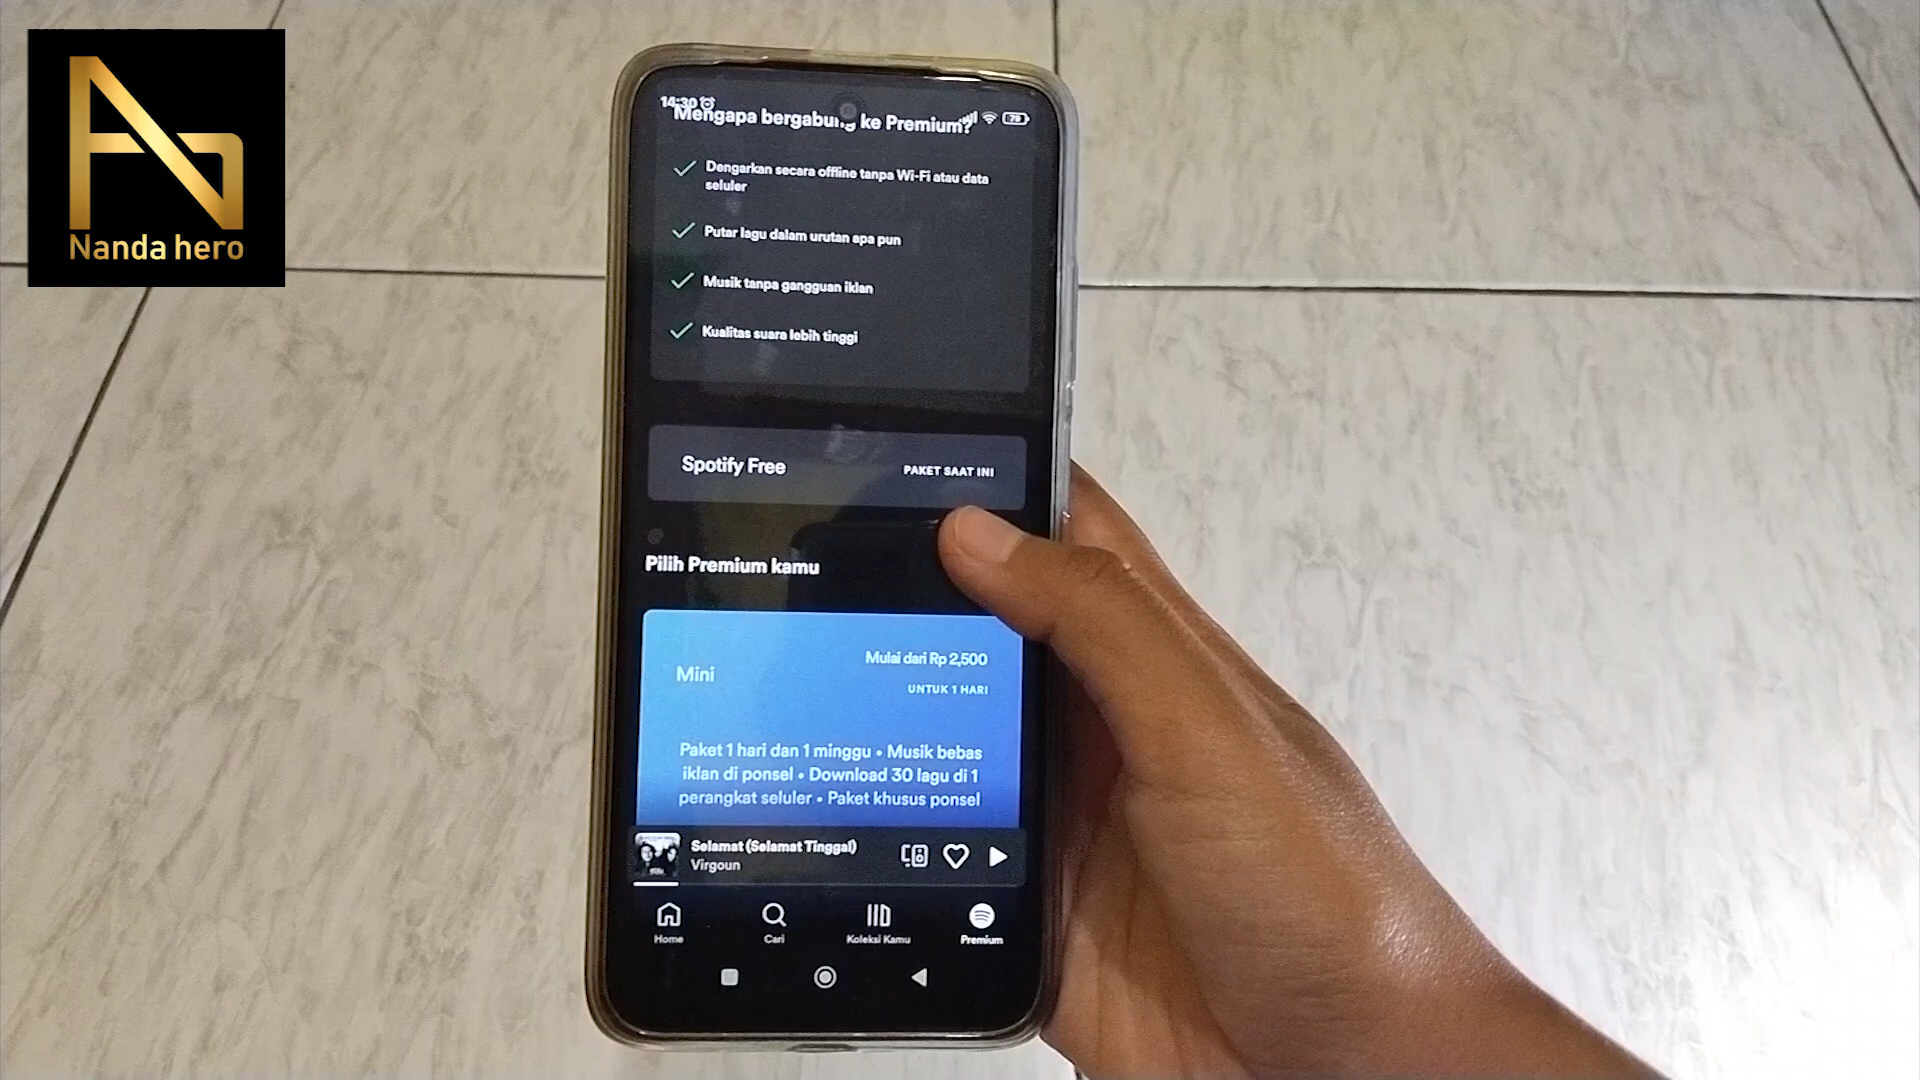 Nanda hero
14:30
79
Mengapa bergabung ke Premium?
Dengarkan secara offline tanpa Wi-Fi atau data
seluler
Putar lagu dalam urutan apa pun
Musik tanpa gangguan iklan
Kualitas suara lebih tinggi
Spotify Free
PAKET SAAT INI
Pilih Premium kamu
Mini
Mulai dari Rp 2,500
UNTUK 1 HARI
Paket 1 hari dan 1 minggu • Musik bebas
iklan di ponsel • Download 30 lagu di 1
perangkat seluler • Paket khusus ponsel
Selamat (Selamat Tinggal)
Virgoun
Home
Cari
Koleksi Kamu
Premium